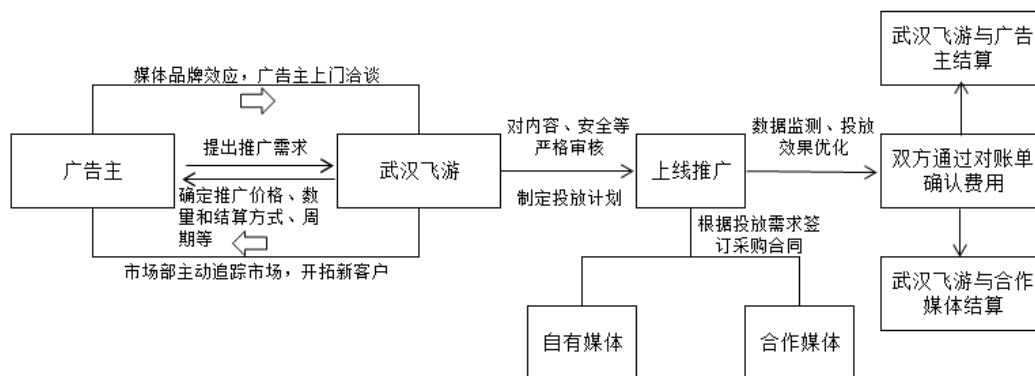 媒体品牌效应，广告主上门洽谈
广告主
提出推广需求
确定推广价格、数
量和结算方式、周
期等
市场部主动追踪市场，开拓新客户
武汉飞游
对内容、安全等
严格审核
制定投放计划
上线推广
根据投放需求签
订采购合同
自有媒体
合作媒体
数据监测、投放
效果优化
武汉飞游与广告
主结算
双方通过对账单
确认费用
武汉飞游与合作
媒体结算